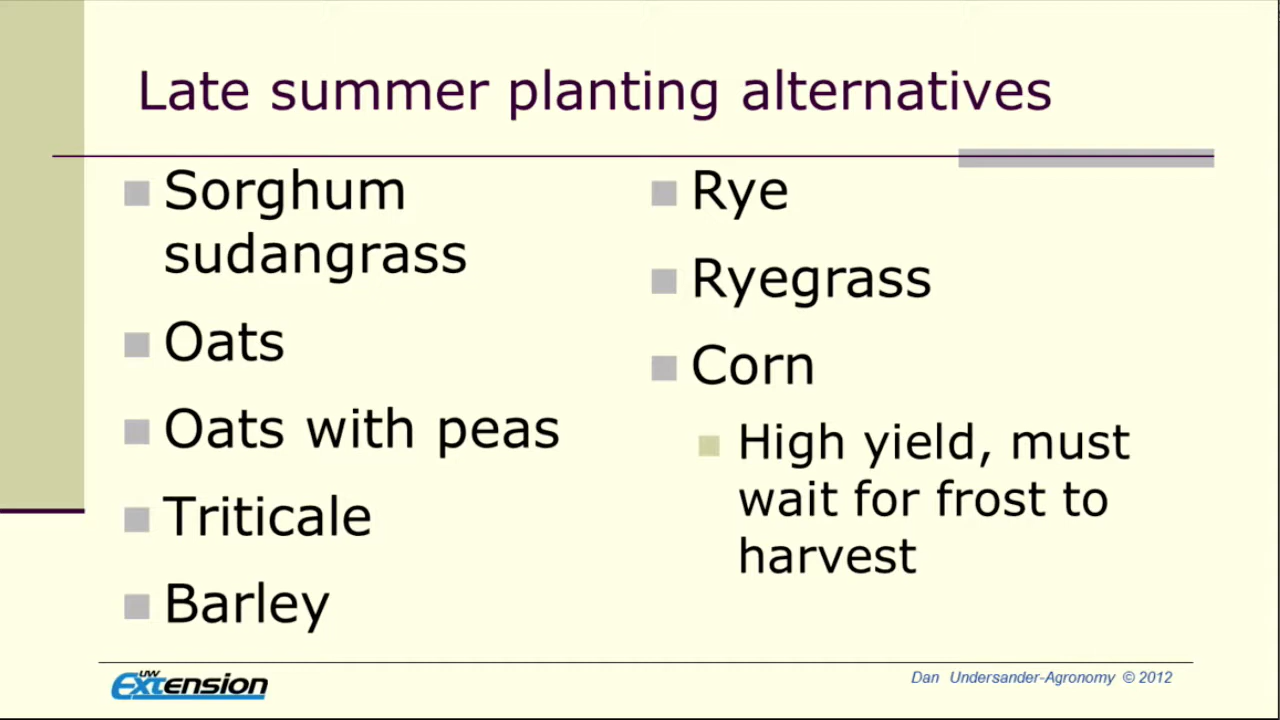 Late summer planting alternatives
Sorghum
sudangrass
Oats
Oats with peas
Triticale
Barley
Rye
Ryegrass
Corn
High yield, must
wait for frost to
harvest
UW
Extension
Dan Undersander-Agronomy © 2012